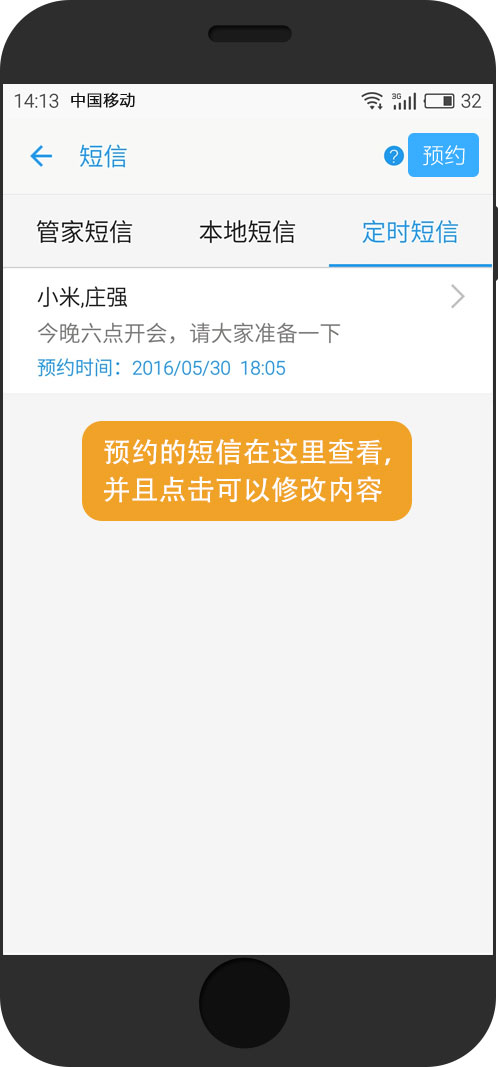 14:13 中国移动 3G 32
短信 ? 预约
管家短信 本地短信 定时短信
小米,庄强
今晚六点开会，请大家准备一下
预约时间：2016/05/30 18:05
预约的短信在这里查看,
并且点击可以修改内容